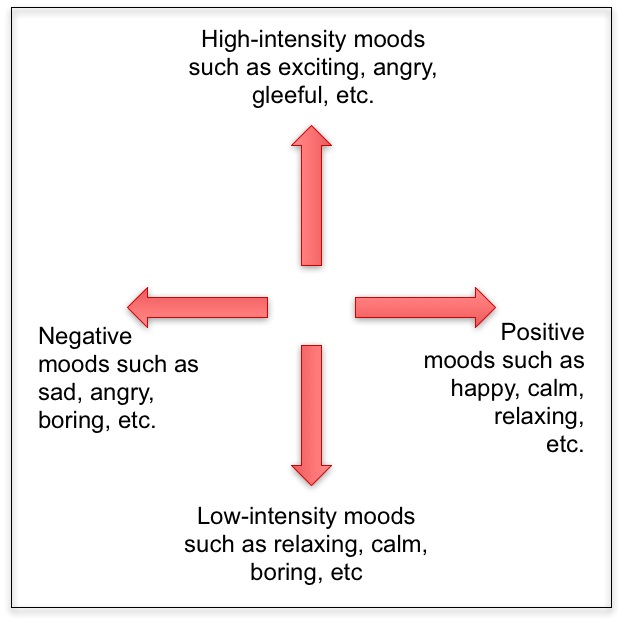 High-intensity moods
such as exciting, angry,
gleeful, etc.
Negative
moods such as
sad, angry,
boring, etc.
Positive
moods such as
happy, calm,
relaxing,
etc.
Low-intensity moods
such as relaxing, calm,
boring, etc